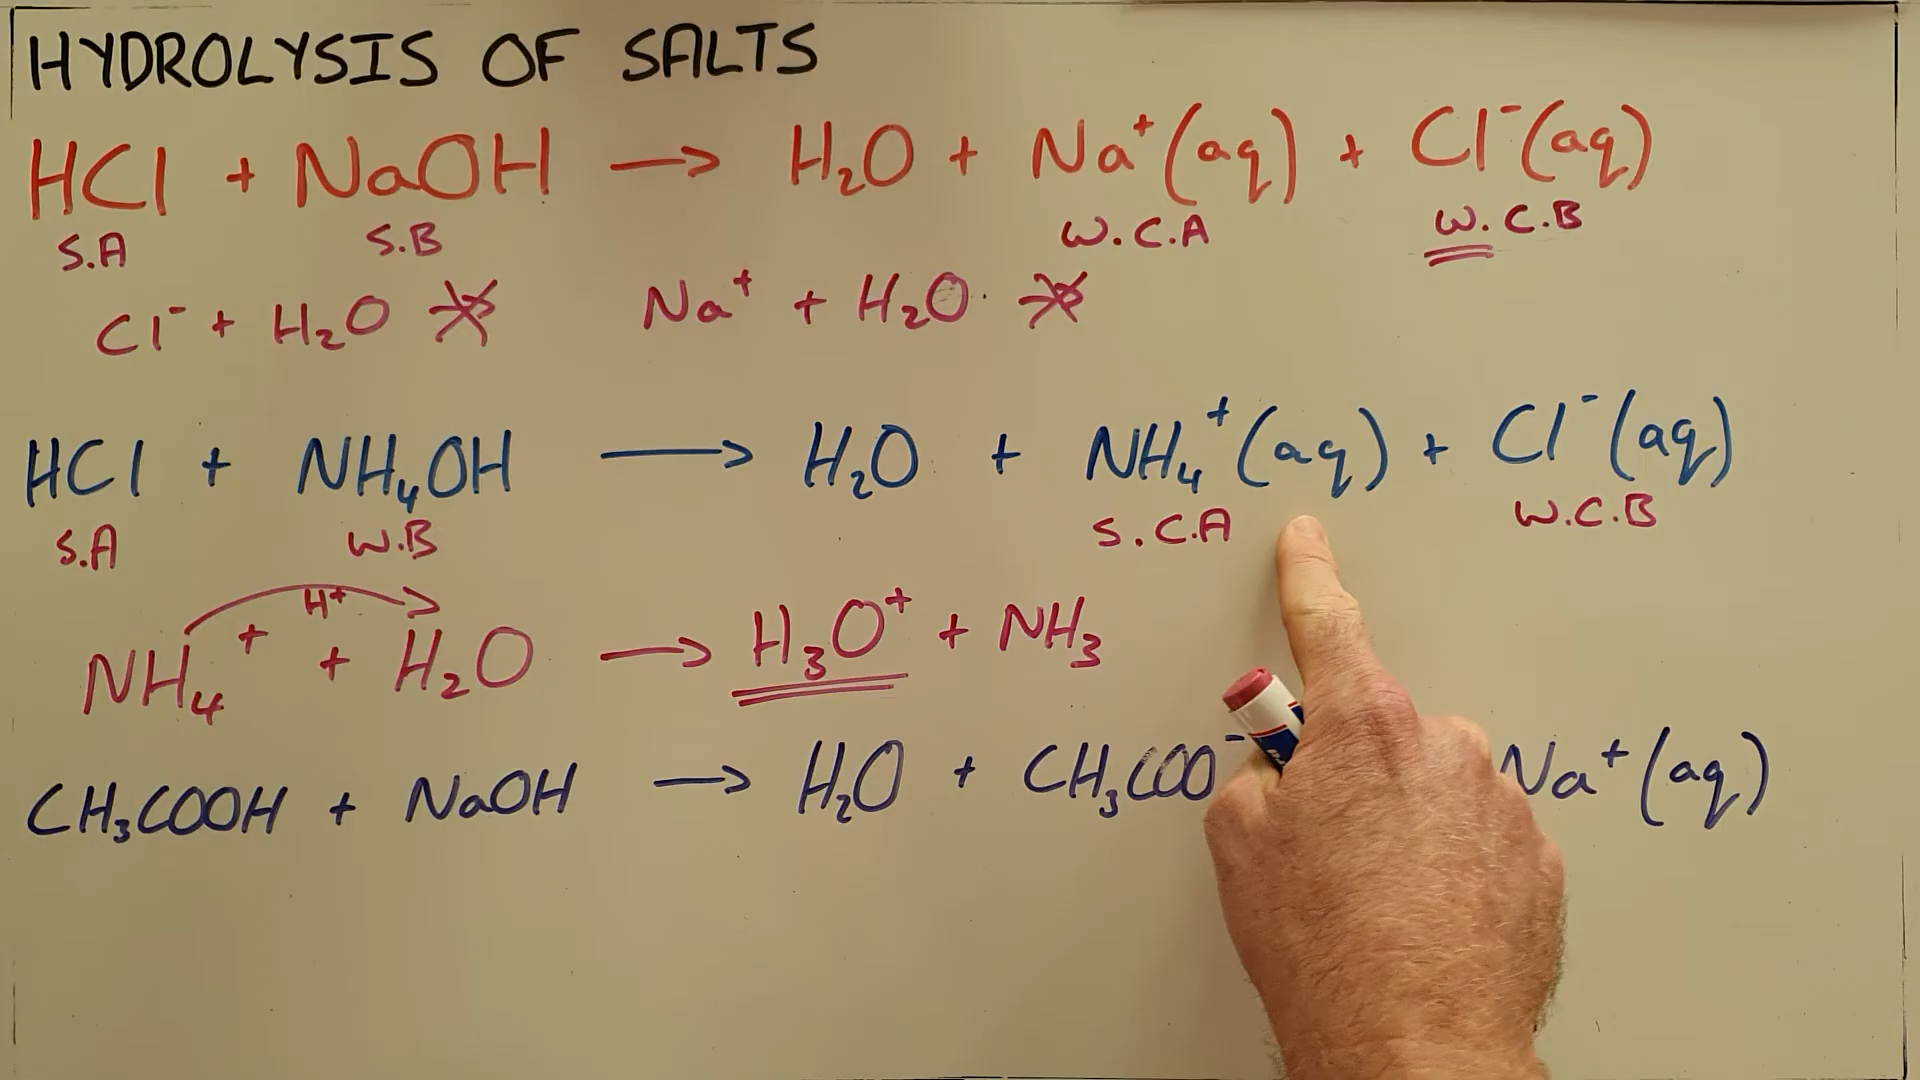 HYDROLYSIS OF SALTS
HCl + NaOH → H₂O + Na⁺(aq) + Cl⁻(aq)
S.A S.B W.C.A W.C.B
Cl⁻ + H₂O Na⁺ + H₂O
HCl + NH₄OH → H₂O + NH₄⁺(aq) + Cl⁻(aq)
S.A W.B S.C.A W.C.B
H⁺
NH₄⁺ + H₂O → H₃O⁺ + NH₃
CH₃COOH + NaOH → H₂O + CH₃COO⁻ Na⁺(aq)